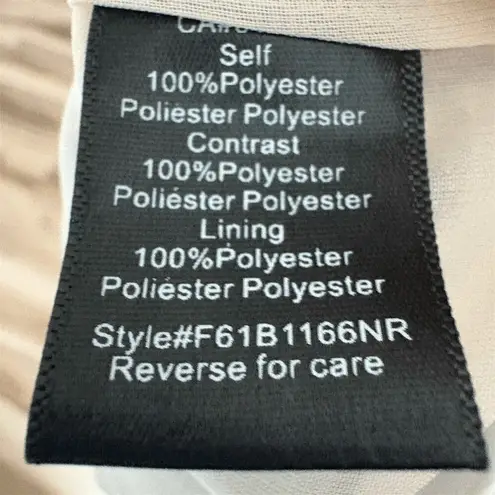 Self
100%Polyester
Poliéster Polyester
Contrast
100%Polyester
Poliéster Polyester
Lining
100%Polyester
Poliéster Polyester
Style#F61B1166NR
Reverse for care